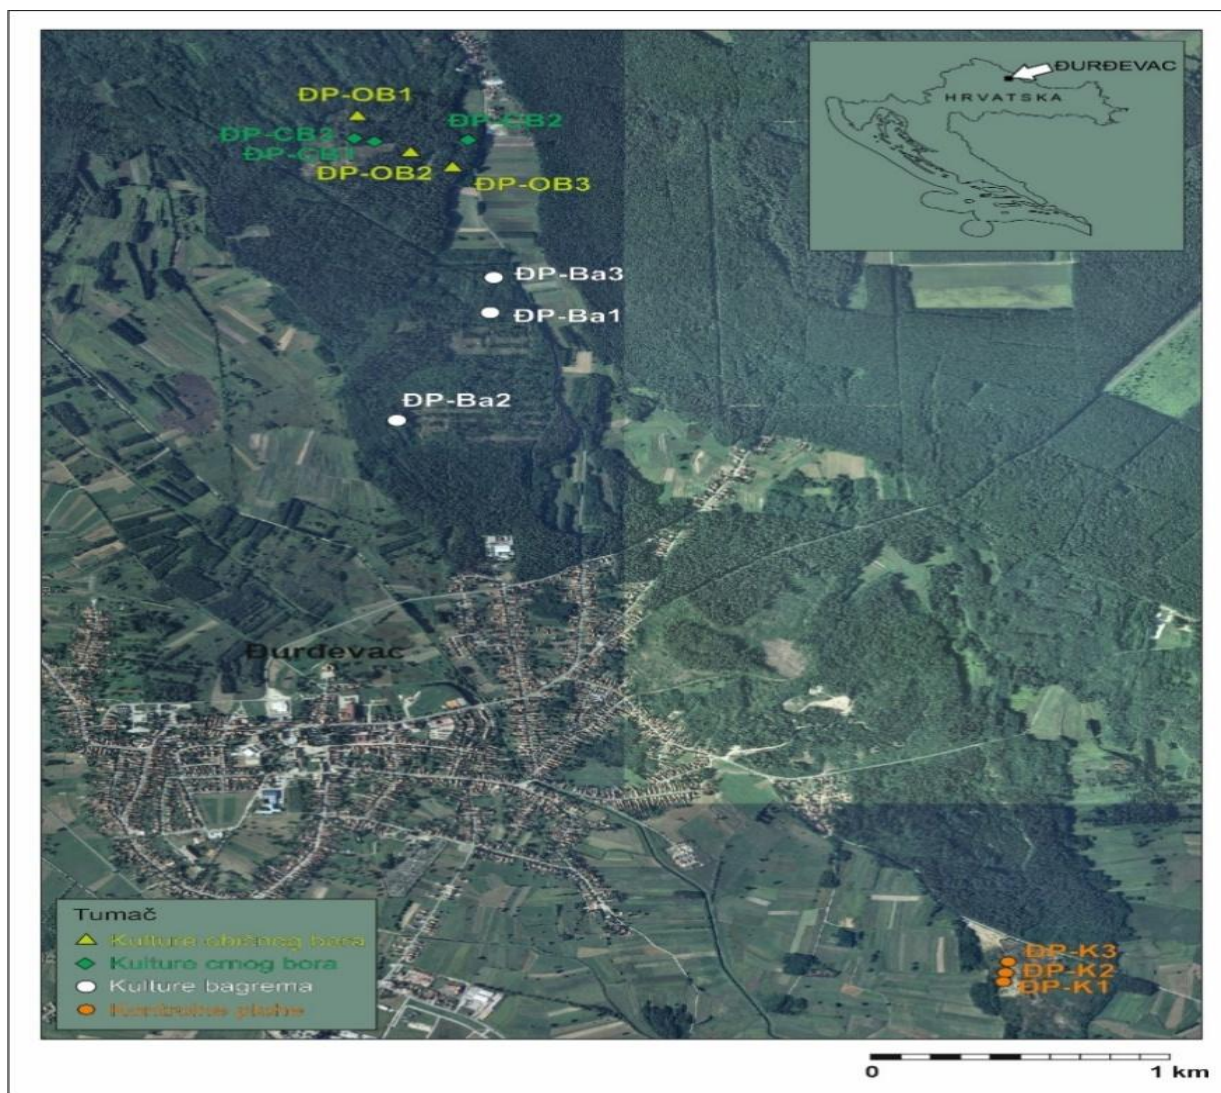 ĐURĐEVAC
HRVATSKA
ĐP-OB1
ĐP-CB3
ĐP-CB2
ĐP-CB1
ĐP-OB2
ĐP-OB3
ĐP-Ba3
ĐP-Ba1
ĐP-Ba2
Đurđevac
Tumač
Kulture običnog bora
Kulture crnog bora
Kulture bagrema
Kontrolne plohe
ĐP-K3
ĐP-K2
ĐP-K1
0 1 km